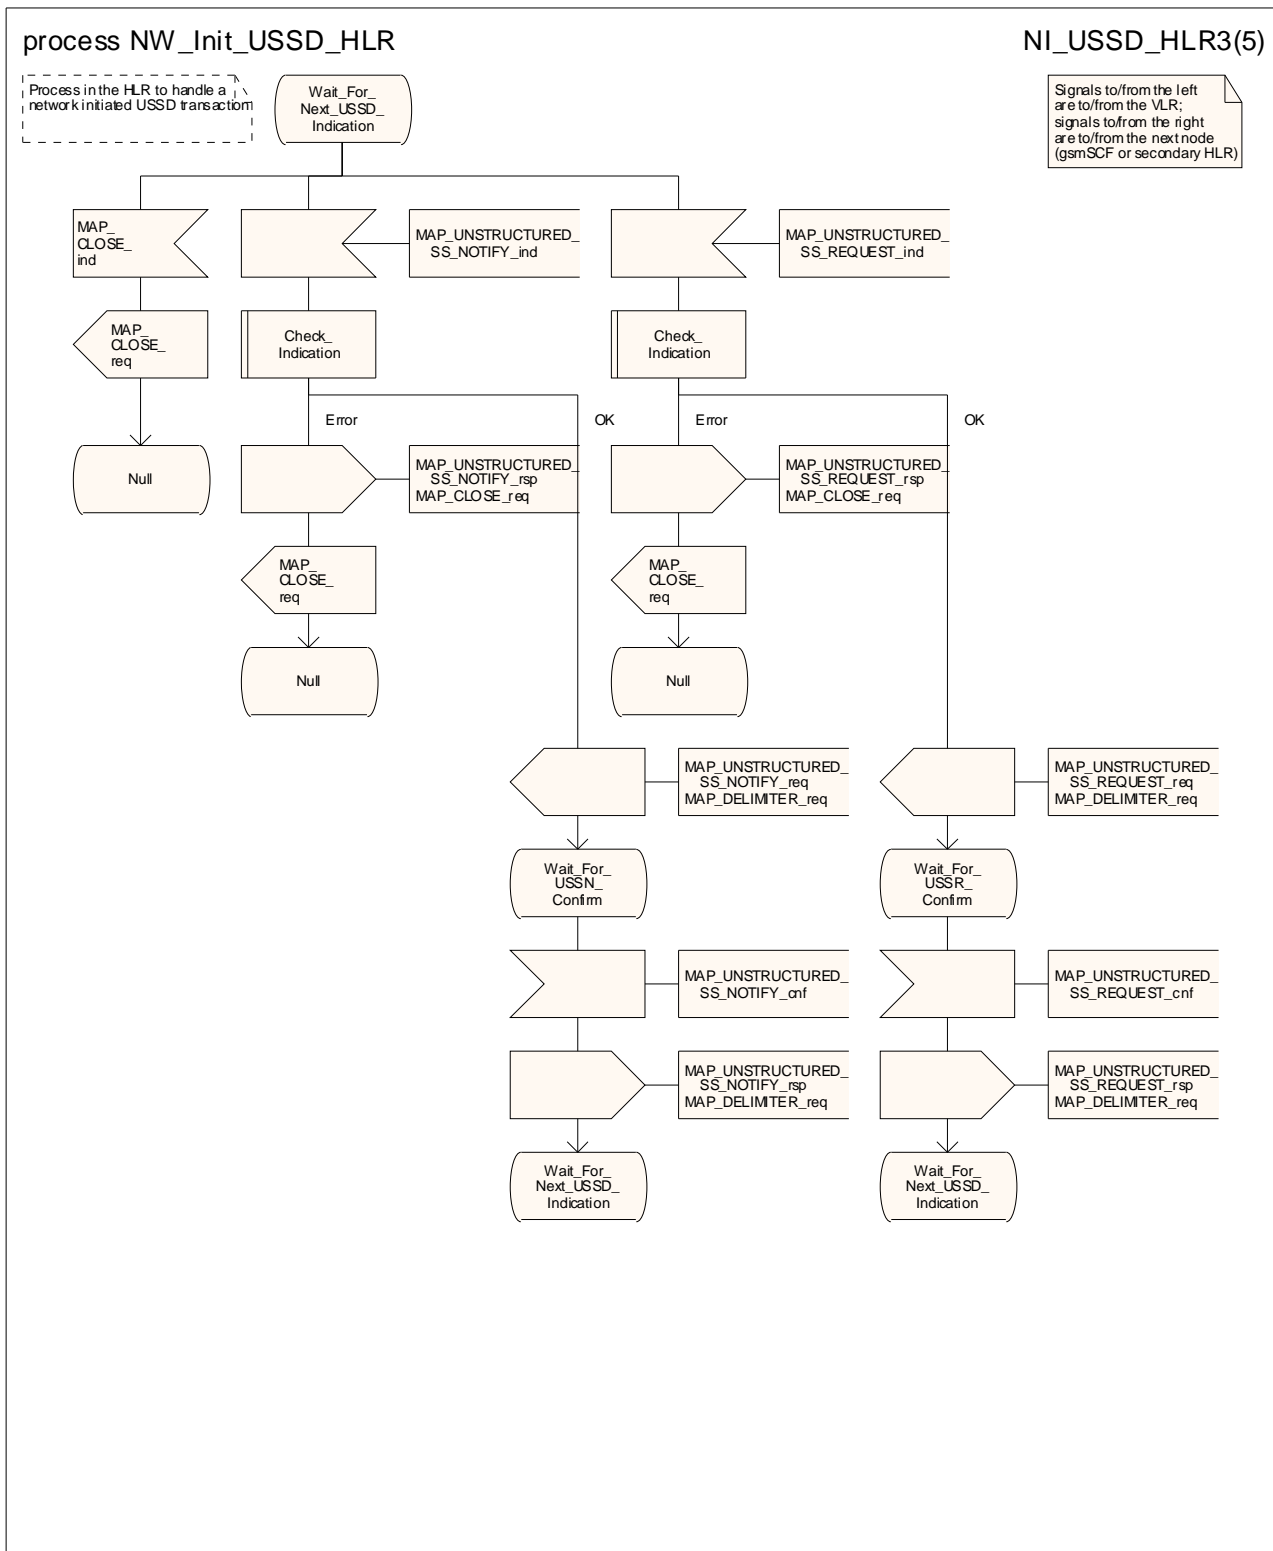 process NW_Init_USSD_HLR
NI_USSD_HLR3(5)
Process in the HLR to handle a
network initiated USSD transaction
Wait_For_
Next_USSD_
Indication
Signals to/from the left
are to/from the VLR;
signals to/from the right
are to/from the next node
(gsmSCF or secondary HLR)
MAP_
CLOSE_
ind
MAP_UNSTRUCTURED_
SS_NOTIFY_ind
MAP_UNSTRUCTURED_
SS_REQUEST_ind
MAP_
CLOSE_
req
Check_
Indication
Check_
Indication
Error
OK
Error
OK
Null
MAP_UNSTRUCTURED_
SS_NOTIFY_rsp
MAP_CLOSE_req
MAP_UNSTRUCTURED_
SS_REQUEST_rsp
MAP_CLOSE_req
MAP_
CLOSE_
req
MAP_
CLOSE_
req
Null
Null
MAP_UNSTRUCTURED_
SS_NOTIFY_req
MAP_DELIMITER_req
MAP_UNSTRUCTURED_
SS_REQUEST_req
MAP_DELIMITER_req
Wait_For_
USSN_
Confirm
Wait_For_
USSR_
Confirm
MAP_UNSTRUCTURED_
SS_NOTIFY_cnf
MAP_UNSTRUCTURED_
SS_REQUEST_cnf
MAP_UNSTRUCTURED_
SS_NOTIFY_rsp
MAP_DELIMITER_req
MAP_UNSTRUCTURED_
SS_REQUEST_rsp
MAP_DELIMITER_req
Wait_For_
Next_USSD_
Indication
Wait_For_
Next_USSD_
Indication